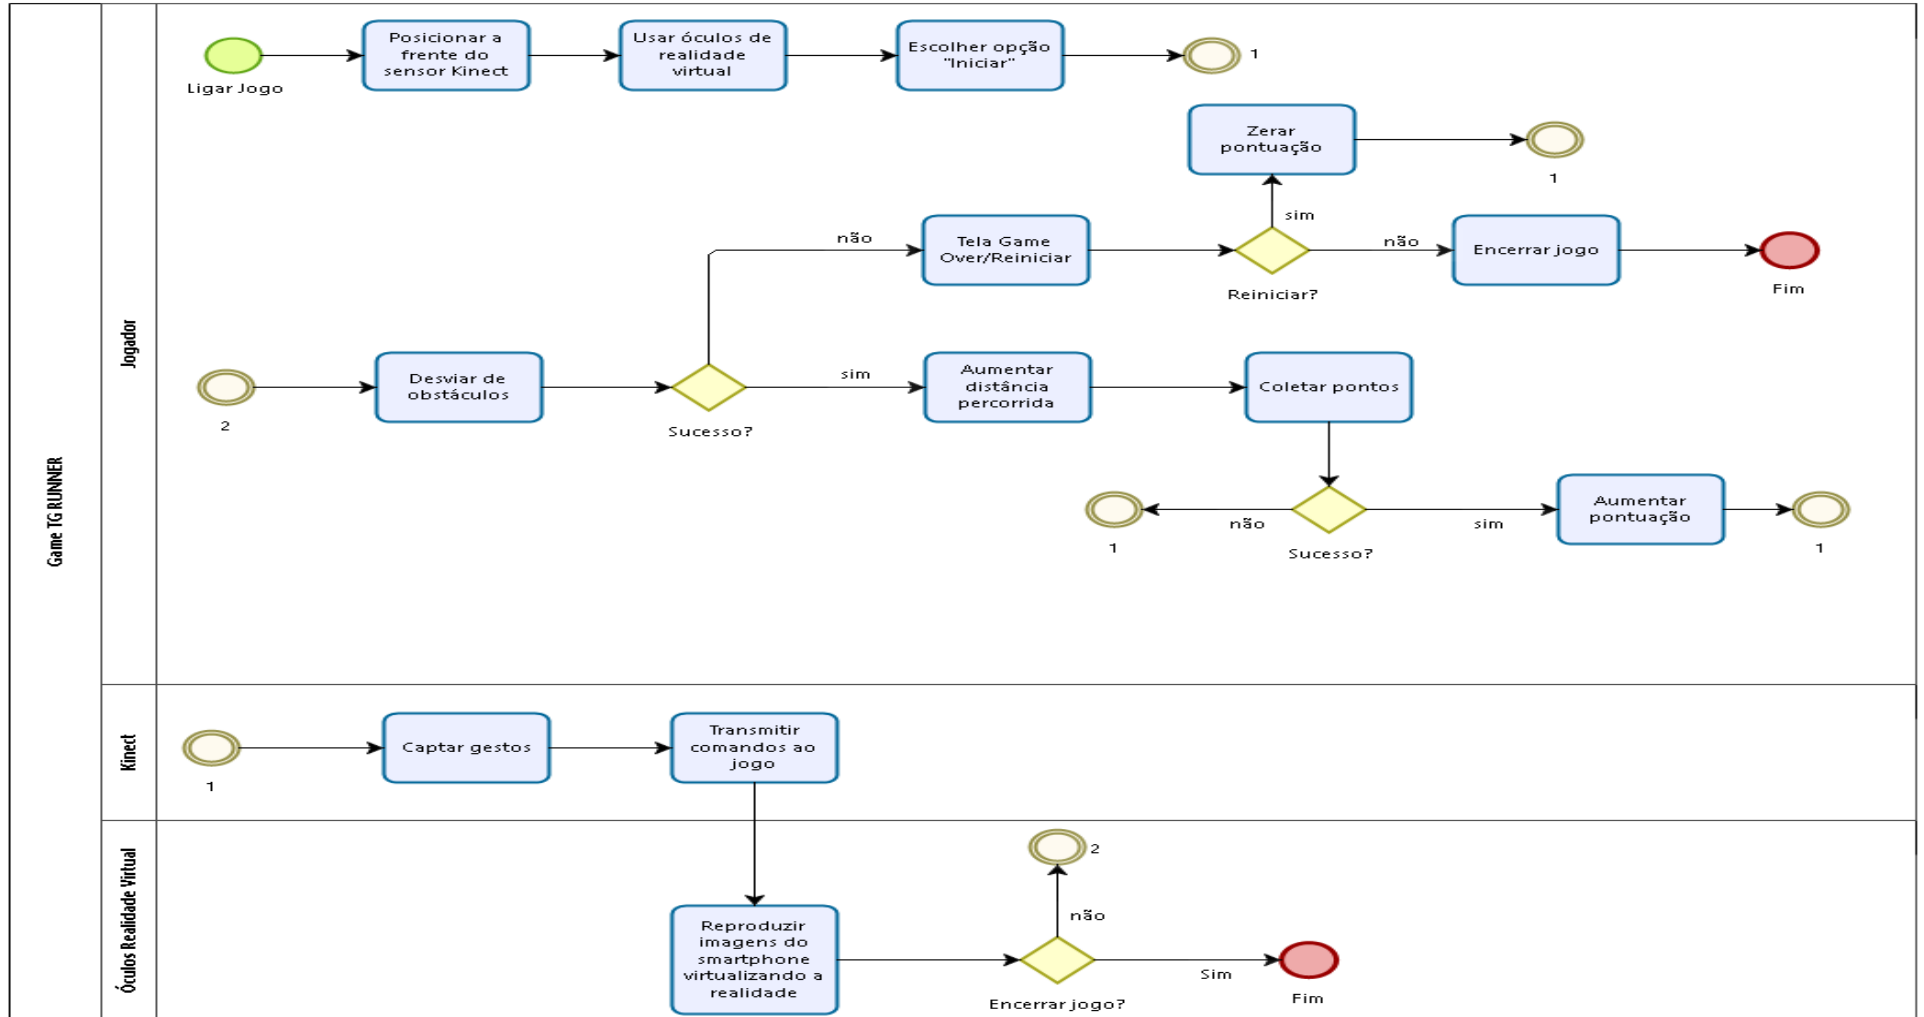 Game TG RUNNER
Jogador
Ligar Jogo
Posicionar a
frente do
sensor Kinect
Usar óculos de
realidade
virtual
Escolher opção
"Iniciar"
1
Zerar
pontuação
1
sim
não
Tela Game
Over/Reiniciar
Reiniciar?
não
Encerrar jogo
Fim
2
Desviar de
obstáculos
Sucesso?
sim
Aumentar
distância
percorrida
Coletar pontos
1
não
Sucesso?
sim
Aumentar
pontuação
1
Kinect
1
Captar gestos
Transmitir
comandos ao
jogo
Óculos Realidade Virtual
Reproduzir
imagens do
smartphone
virtualizando a
realidade
2
não
Encerrar jogo?
Sim
Fim